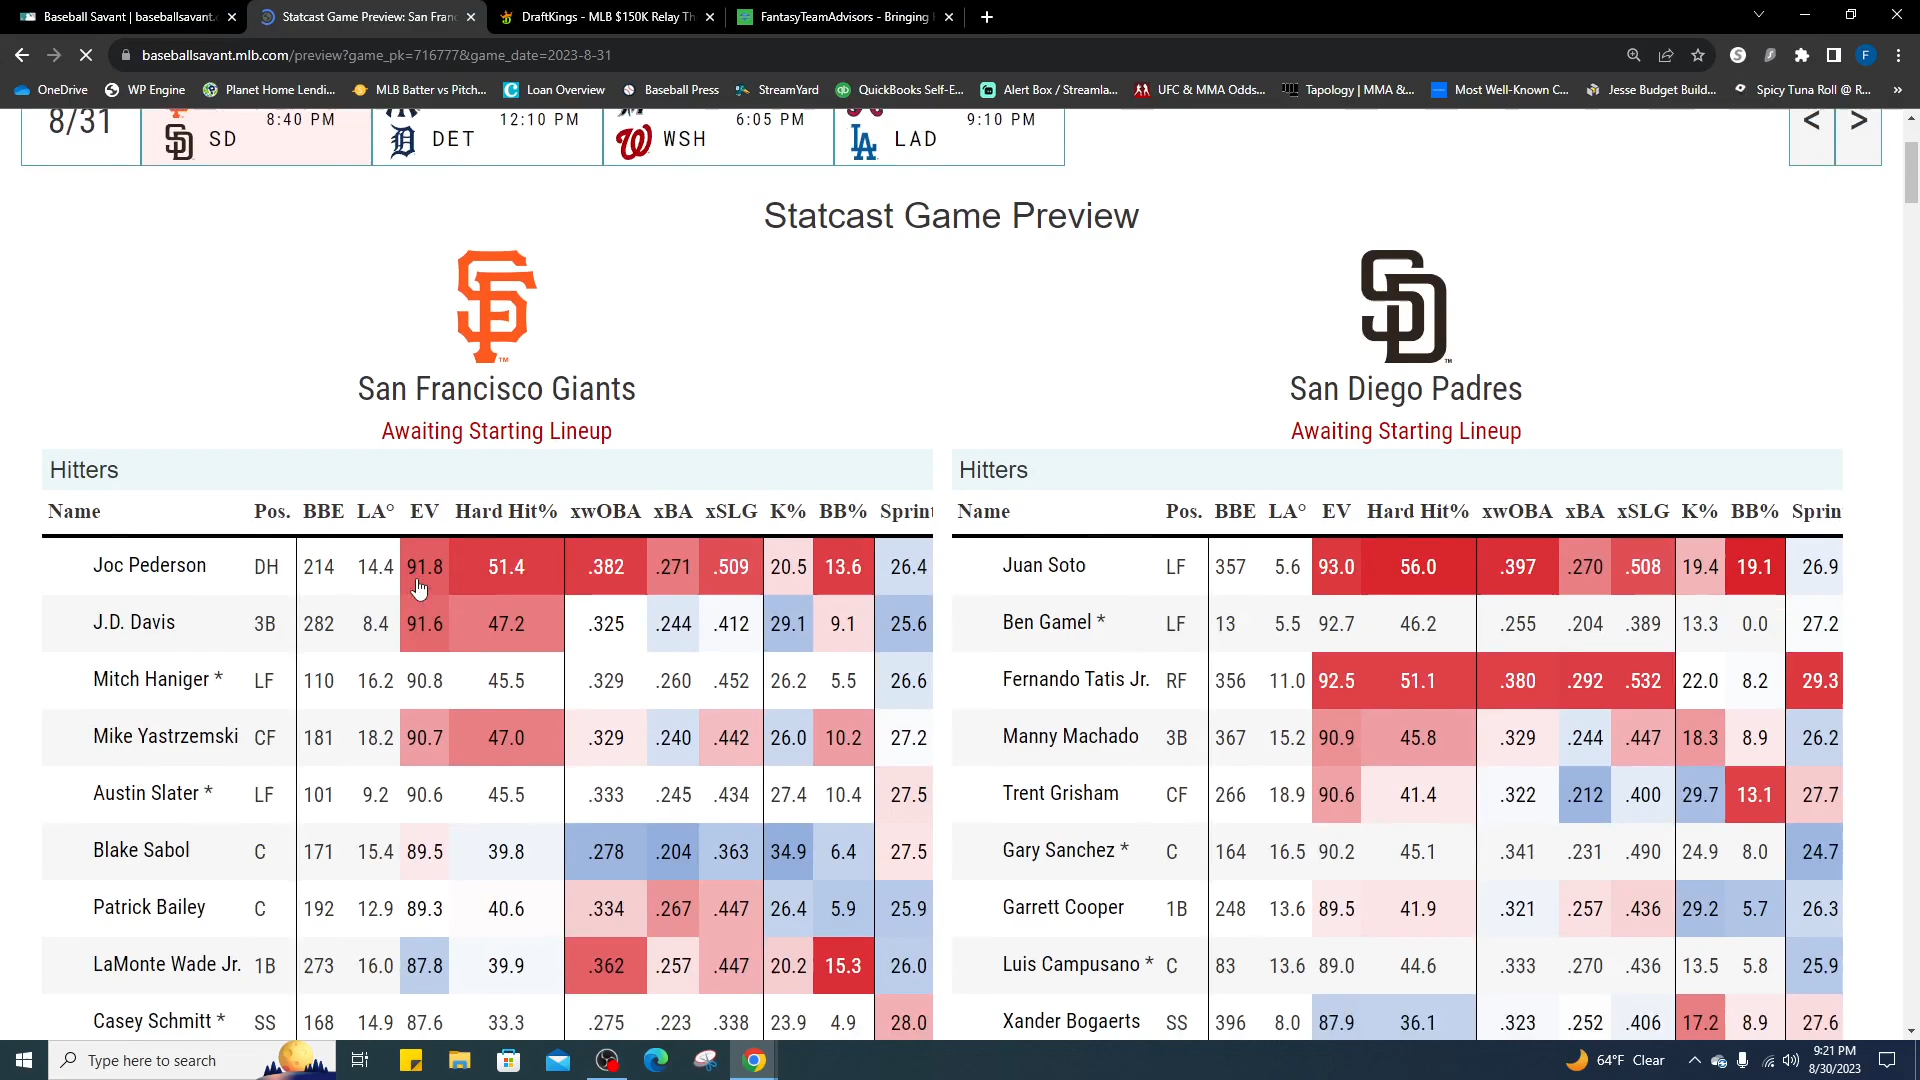 Baseball Savant | baseballsavant.
Statcast Game Preview: San Fran
DraftKings - MLB $150K Relay Th
FantasyTeamAdvisors - Bringing
baseballsavant.mlb.com/preview?game_pk=716777&game_date=2023-8-31
OneDrive WP Engine Planet Home Lendi... MLB Batter vs Pitch... Loan Overview Baseball Press StreamYard QuickBooks Self-E... Alert Box / Streamla... UFC & MMA Odds... Tapology | MMA &... Most Well-Known C... Jesse Budget Buil... Spicy Tuna Roll @ R... »
8/31
8:40 PM
SD
12:10 PM
DET
6:05 PM
WSH
9:10 PM
LAD
< >
Statcast Game Preview
San Francisco Giants
Awaiting Starting Lineup
Hitters
Name Pos. BBE LA° EV Hard Hit% xwOBA xBA xSLG K% BB% Sprint
Joc Pederson DH 214 14.4 91.8 51.4 .382 .271 .509 20.5 13.6 26.4
J.D. Davis 3B 282 8.4 91.6 47.2 .325 .244 .412 29.1 9.1 25.6
Mitch Haniger * LF 110 16.2 90.8 45.5 .329 .260 .452 26.2 5.5 26.6
Mike Yastrzemski CF 181 18.2 90.7 47.0 .329 .240 .442 26.0 10.2 27.2
Austin Slater * LF 101 9.2 90.6 45.5 .333 .245 .434 27.4 10.4 27.5
Blake Sabol C 171 15.4 89.5 39.8 .278 .204 .363 34.9 6.4 27.5
Patrick Bailey C 192 12.9 89.3 40.6 .334 .267 .447 26.4 5.9 25.9
LaMonte Wade Jr. 1B 273 16.0 87.8 39.9 .362 .257 .447 20.2 15.3 26.0
Casey Schmitt * SS 168 14.9 87.6 33.3 .275 .223 .338 23.9 4.9 28.0
San Diego Padres
Awaiting Starting Lineup
Hitters
Name Pos. BBE LA° EV Hard Hit% xwOBA xBA xSLG K% BB% Sprin
Juan Soto LF 357 5.6 93.0 56.0 .397 .270 .508 19.4 19.1 26.9
Ben Gamel * LF 13 5.5 92.7 46.2 .255 .204 .389 13.3 0.0 27.2
Fernando Tatis Jr. RF 356 11.0 92.5 51.1 .380 .292 .532 22.0 8.2 29.3
Manny Machado 3B 367 15.2 90.9 45.8 .329 .244 .447 18.3 8.9 26.2
Trent Grisham CF 266 18.9 90.6 41.4 .322 .212 .400 29.7 13.1 27.7
Gary Sanchez * C 164 16.5 90.2 45.1 .341 .231 .490 24.9 8.0 24.7
Garrett Cooper 1B 248 13.6 89.5 41.9 .321 .257 .436 29.2 5.7 26.3
Luis Campusano * C 83 13.6 89.0 44.6 .333 .270 .436 13.5 5.8 25.9
Xander Bogaerts SS 396 8.0 87.9 36.1 .323 .252 .406 17.2 8.9 27.6
Type here to search
64°F Clear
9:21 PM
8/30/2023